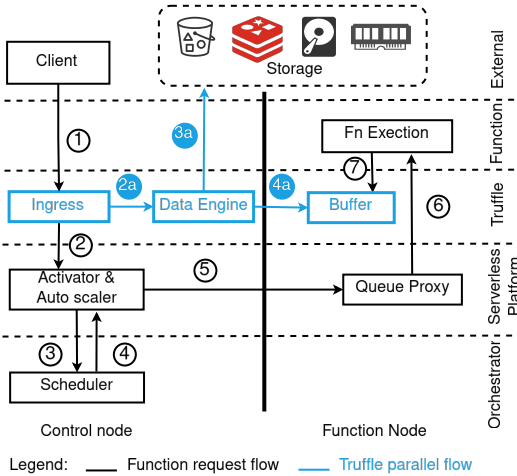 External
Storage
Client
Function
Fn Exection
1
3a
7
Truffle
Ingress
2a
Data Engine
4a
Buffer
6
2
Serverless
Platform
Activator &
Auto scaler
5
Queue Proxy
3
4
Orchestrator
Scheduler
Control node
Function Node
Legend:
Function request flow
Truffle parallel flow